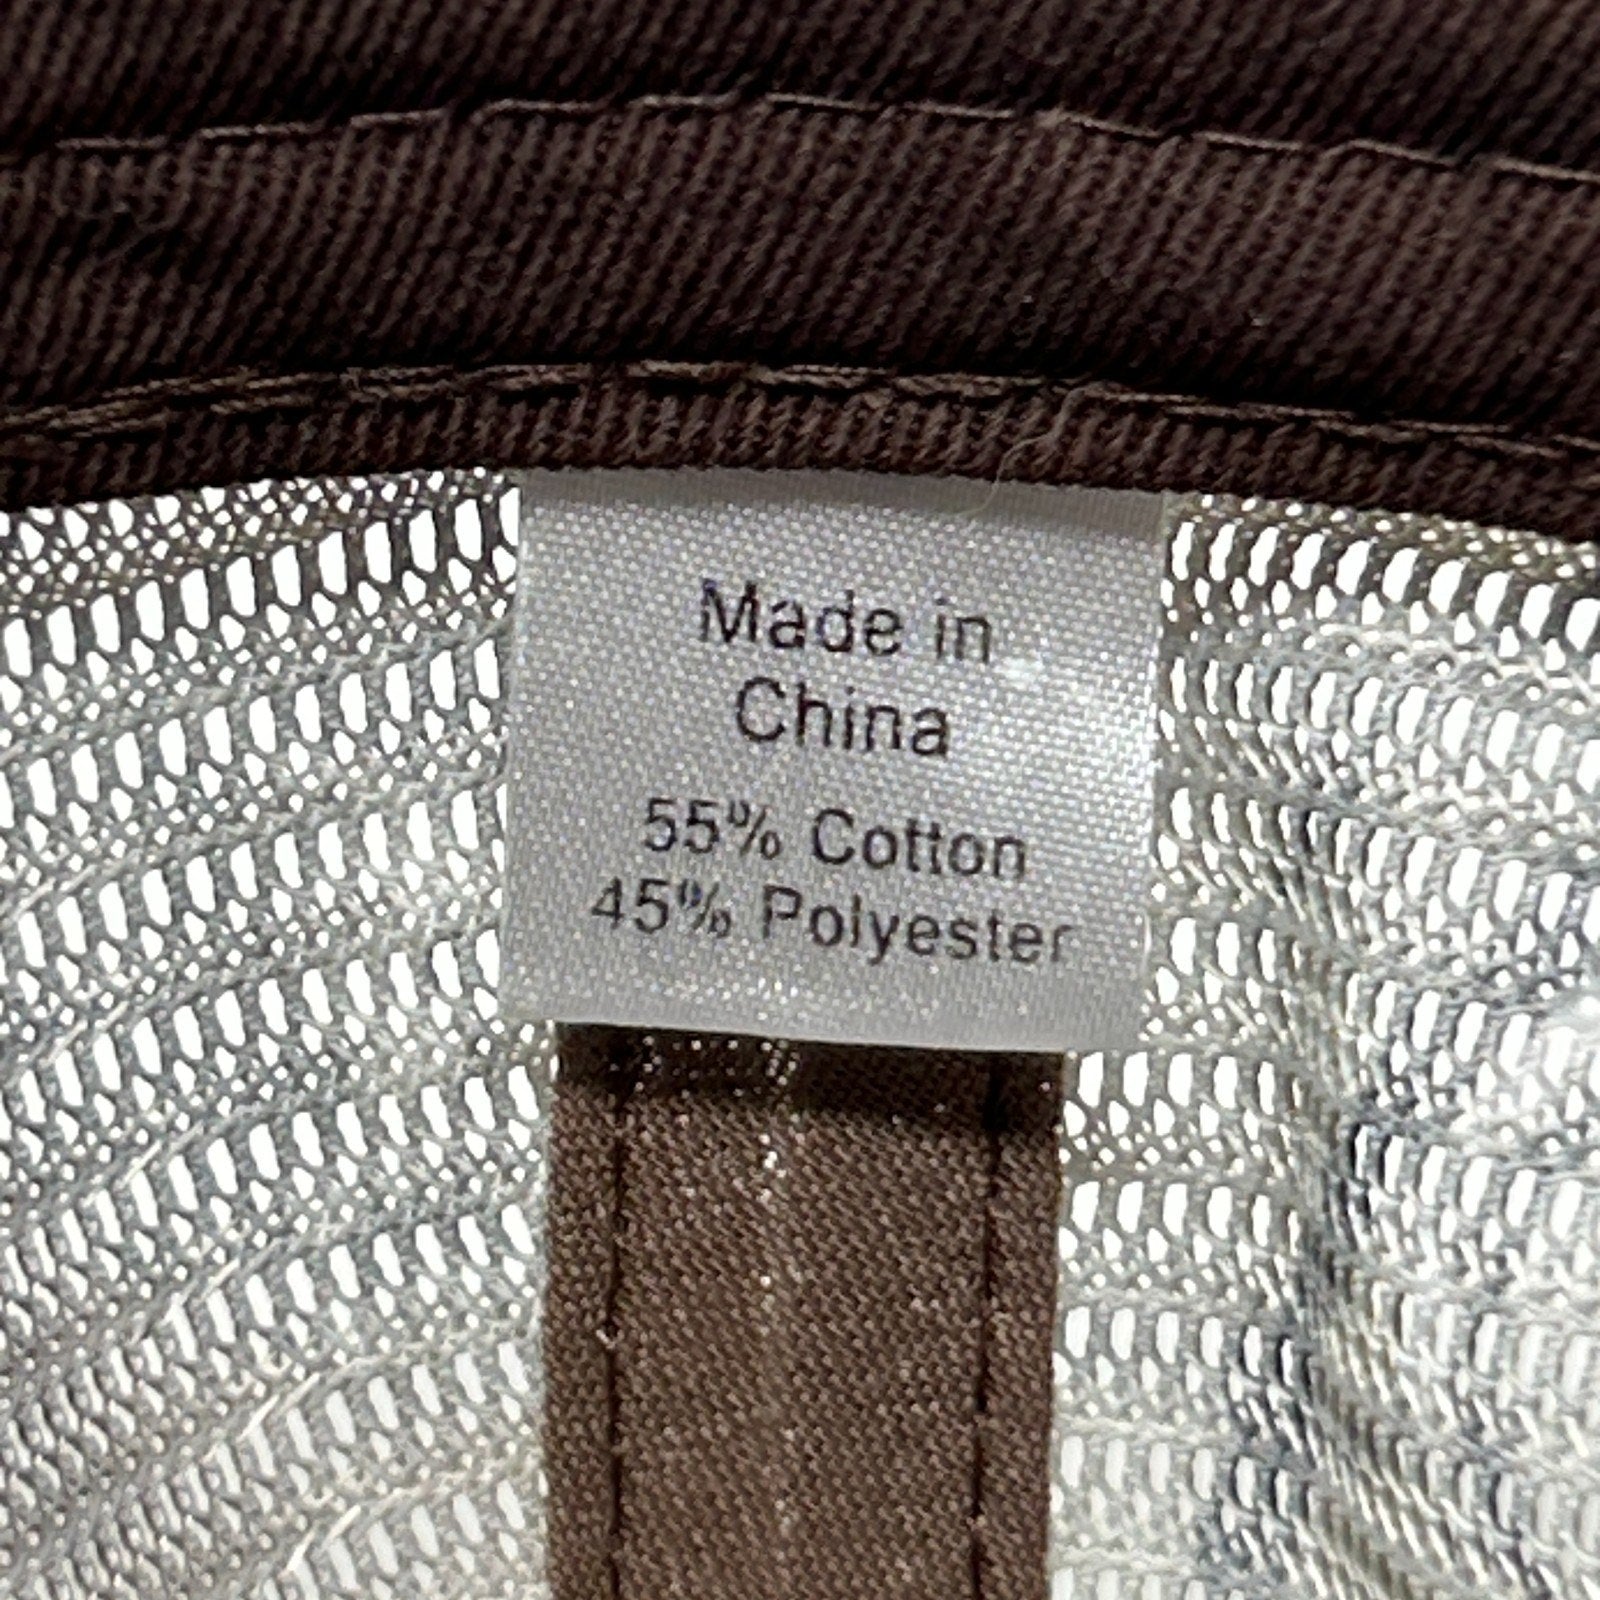 Made in
China
55% Cotton
45% Polyester